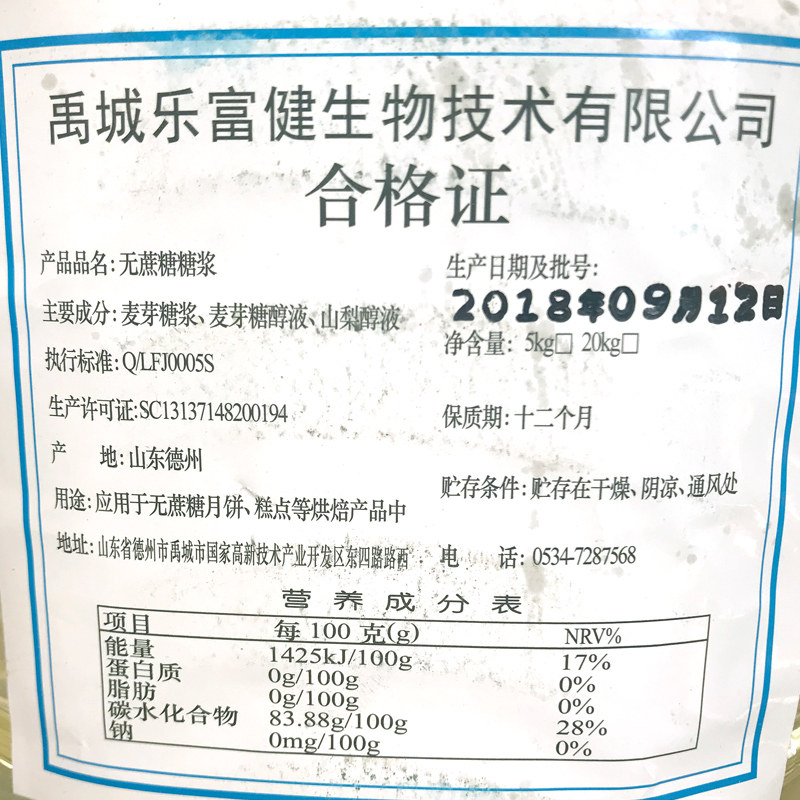 禹城乐富健生物技术有限公司
合格证
产品品名：无蔗糖糖浆
生产日期及批号：
2018年09月12日
主要成分：麦芽糖浆、麦芽糖醇液、山梨醇液
净含量：5kg□ 20kg□
执行标准：Q/LFJ0005S
生产许可证:SC13137148200194
保质期：十二个月
产 地：山东德州
贮存条件：贮存在干燥、阴凉、通风处
用途：应用于无蔗糖月饼、糕点等烘焙产品中
地址：山东省德州市禹城市国家高新技术产业开发区东四路路西
电 话：0534-7287568
营养成分表
项目 每100克(g) NRV%
能量 1425kJ/100g 17%
蛋白质 0g/100g 0%
脂肪 0g/100g 0%
碳水化合物 83.88g/100g 28%
钠 0mg/100g 0%